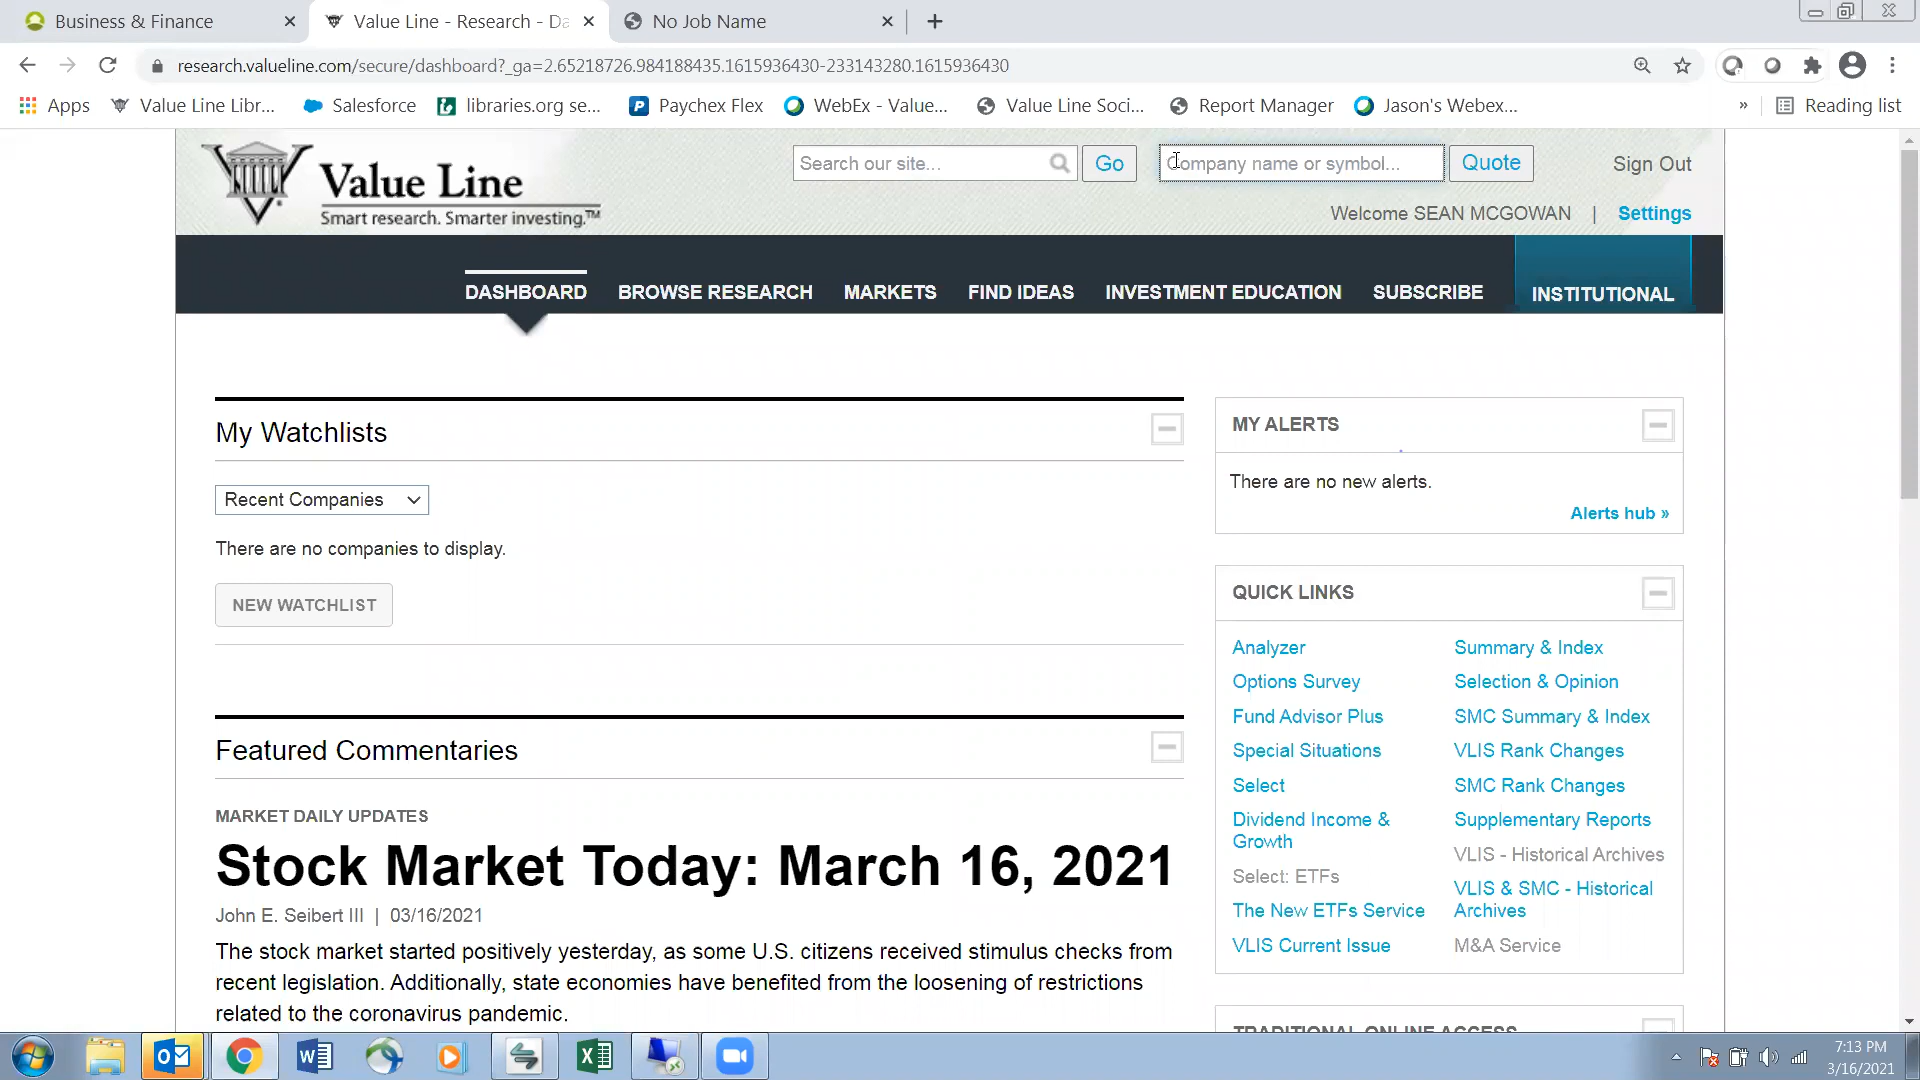 Business & Finance
Value Line - Research - Da
No Job Name
research.valueline.com/secure/dashboard?_ga=2.65218726.984188435.1615936430-233143280.1615936430
Apps
Value Line Libr...
Salesforce
libraries.org se...
Paychex Flex
WebEx - Value...
Value Line Soci...
Report Manager
Jason's Webex...
»
Reading list
Value Line
Smart research. Smarter investing.™
Search our site...
Go
Company name or symbol...
Quote
Sign Out
Welcome SEAN MCGOWAN | Settings
DASHBOARD
BROWSE RESEARCH
MARKETS
FIND IDEAS
INVESTMENT EDUCATION
SUBSCRIBE
INSTITUTIONAL
My Watchlists
Recent Companies
There are no companies to display.
NEW WATCHLIST
Featured Commentaries
MARKET DAILY UPDATES
Stock Market Today: March 16, 2021
John E. Seibert III | 03/16/2021
The stock market started positively yesterday, as some U.S. citizens received stimulus checks from
recent legislation. Additionally, state economies have benefited from the loosening of restrictions
related to the coronavirus pandemic.
MY ALERTS
There are no new alerts.
Alerts hub »
QUICK LINKS
Analyzer
Options Survey
Fund Advisor Plus
Special Situations
Select
Dividend Income &
Growth
Select: ETFs
The New ETFs Service
VLIS Current Issue
Summary & Index
Selection & Opinion
SMC Summary & Index
VLIS Rank Changes
SMC Rank Changes
Supplementary Reports
VLIS - Historical Archives
VLIS & SMC - Historical
Archives
M&A Service
TRADITIONAL ONLINE ACCESS
7:13 PM
3/16/2021